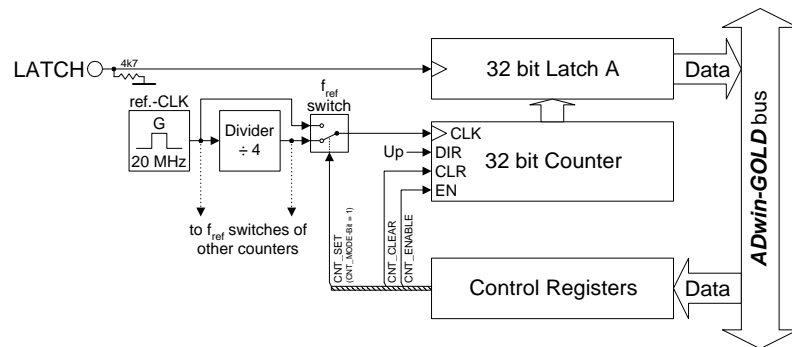 LATCH
4k7
32 bit Latch A
Data
ref.-CLK
G
20 MHz
Divider
÷ 4
f ref
switch
CLK
Up
DIR
CLR
EN
32 bit Counter
to f ref switches of
other counters
CNT_SET
(CNT_MODE-Bit = 1)
CNT_CLEAR
CNT_ENABLE
Control Registers
Data
ADwin-GOLD bus